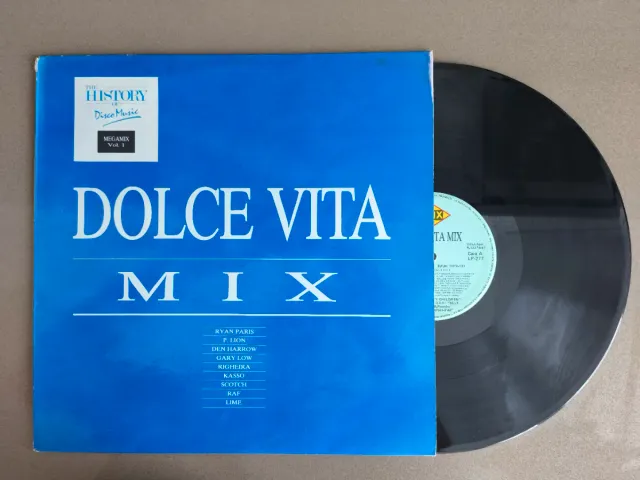 THE
HISTORY
OF
Disco Music
MEGAMIX
Vol. 1
DOLCE VITA
MIX
RYAN PARIS
P. LION
DEN HARROW
GARY LOW
RIGHEIRA
KASSO
SCOTCH
RAF
LIME
IX
TA MIX
Cara A